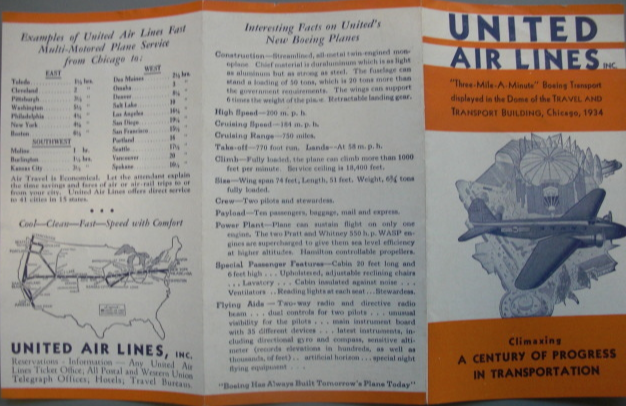 Examples of United Air Lines Fast
Multi-Motored Plane Service
from Chicago to:
EAST
Toledo
Cleveland 2 "
Pittsburgh
Washington
Philadelphia
New York
Boston
SOUTHWEST
Moline 1 hr.
Burlington
Kansas City
WEST
Des Moines
Omaha 3 "
Denver
Salt Lake 10 "
Los Angeles
San Diego
San Francisco
Portland
Seattle
Vancouver 20 "
Spokane
Air Travel is Economical. Let the attendant explain
the time savings and fares of air or air-rail trips to or
from your city. United Air Lines offers direct service
to 41 cities in 15 states.
* * *
Cool—Clean—Fast—Speed with Comfort
UNITED AIR LINES, INC.
Reservations - Information — Any United Air
Lines Ticket Office; All Postal and Western Union
Telegraph Offices; Hotels; Travel Bureaus.
Interesting Facts on United's
New Boeing Planes
Construction—Streamlined, all-metal twin-engined mon-
oplane. Chief material is duraluminum which is as light
as aluminum but as strong as steel. The fuselage can
stand a loading of 50 tons, which is 20 tons more than
the government requirements. The wings can support
6 times the weight of the plane. Retractable landing gear.
High Speed—200 m. p. h.
Cruising Speed—184 m. p. h.
Cruising Range—750 miles.
Take-off—770 foot run. Lands—At 58 m. p. h.
Climb—Fully loaded, the plane can climb more than 1000
feet per minute. Service ceiling is 18,400 feet.
Size—Wing span 74 feet, Length, 51 feet. Weight, 6¾ tons
fully loaded.
Crew—Two pilots and stewardess.
Payload—Ten passengers, baggage, mail and express.
Power Plant—Plane can sustain flight on only one
engine. The two Pratt and Whitney 550 h. p. WASP en-
gines are supercharged to give them sea level efficiency
at higher altitudes. Hamilton controllable propellers.
Special Passenger Features—Cabin 20 feet long and
6 feet high . . . Upholstered, adjustable reclining chairs
. . . Lavatory . . . Cabin insulated against noise . . .
Ventilators . . Reading lights at each seat . . Stewardess.
Flying Aids—Two-way radio and directive radio
beam . . . dual controls for two pilots . . . unusual
visibility for the pilots . . . main instrument board
with 35 different devices . . . latest instruments, in-
cluding directional gyro and compass, sensitive alti-
meter (records elevations in hundreds, as well as
thousands, of feet) . . artificial horizon . . . special night
flying equipment . . .
"Boeing Has Always Built Tomorrow's Plane Today"
UNITED
AIR LINES INC.
"Three-Mile-A-Minute" Boeing Transport
displayed in the Dome of the TRAVEL AND
TRANSPORT BUILDING, Chicago, 1934
Climaxing
A CENTURY OF PROGRESS
IN TRANSPORTATION